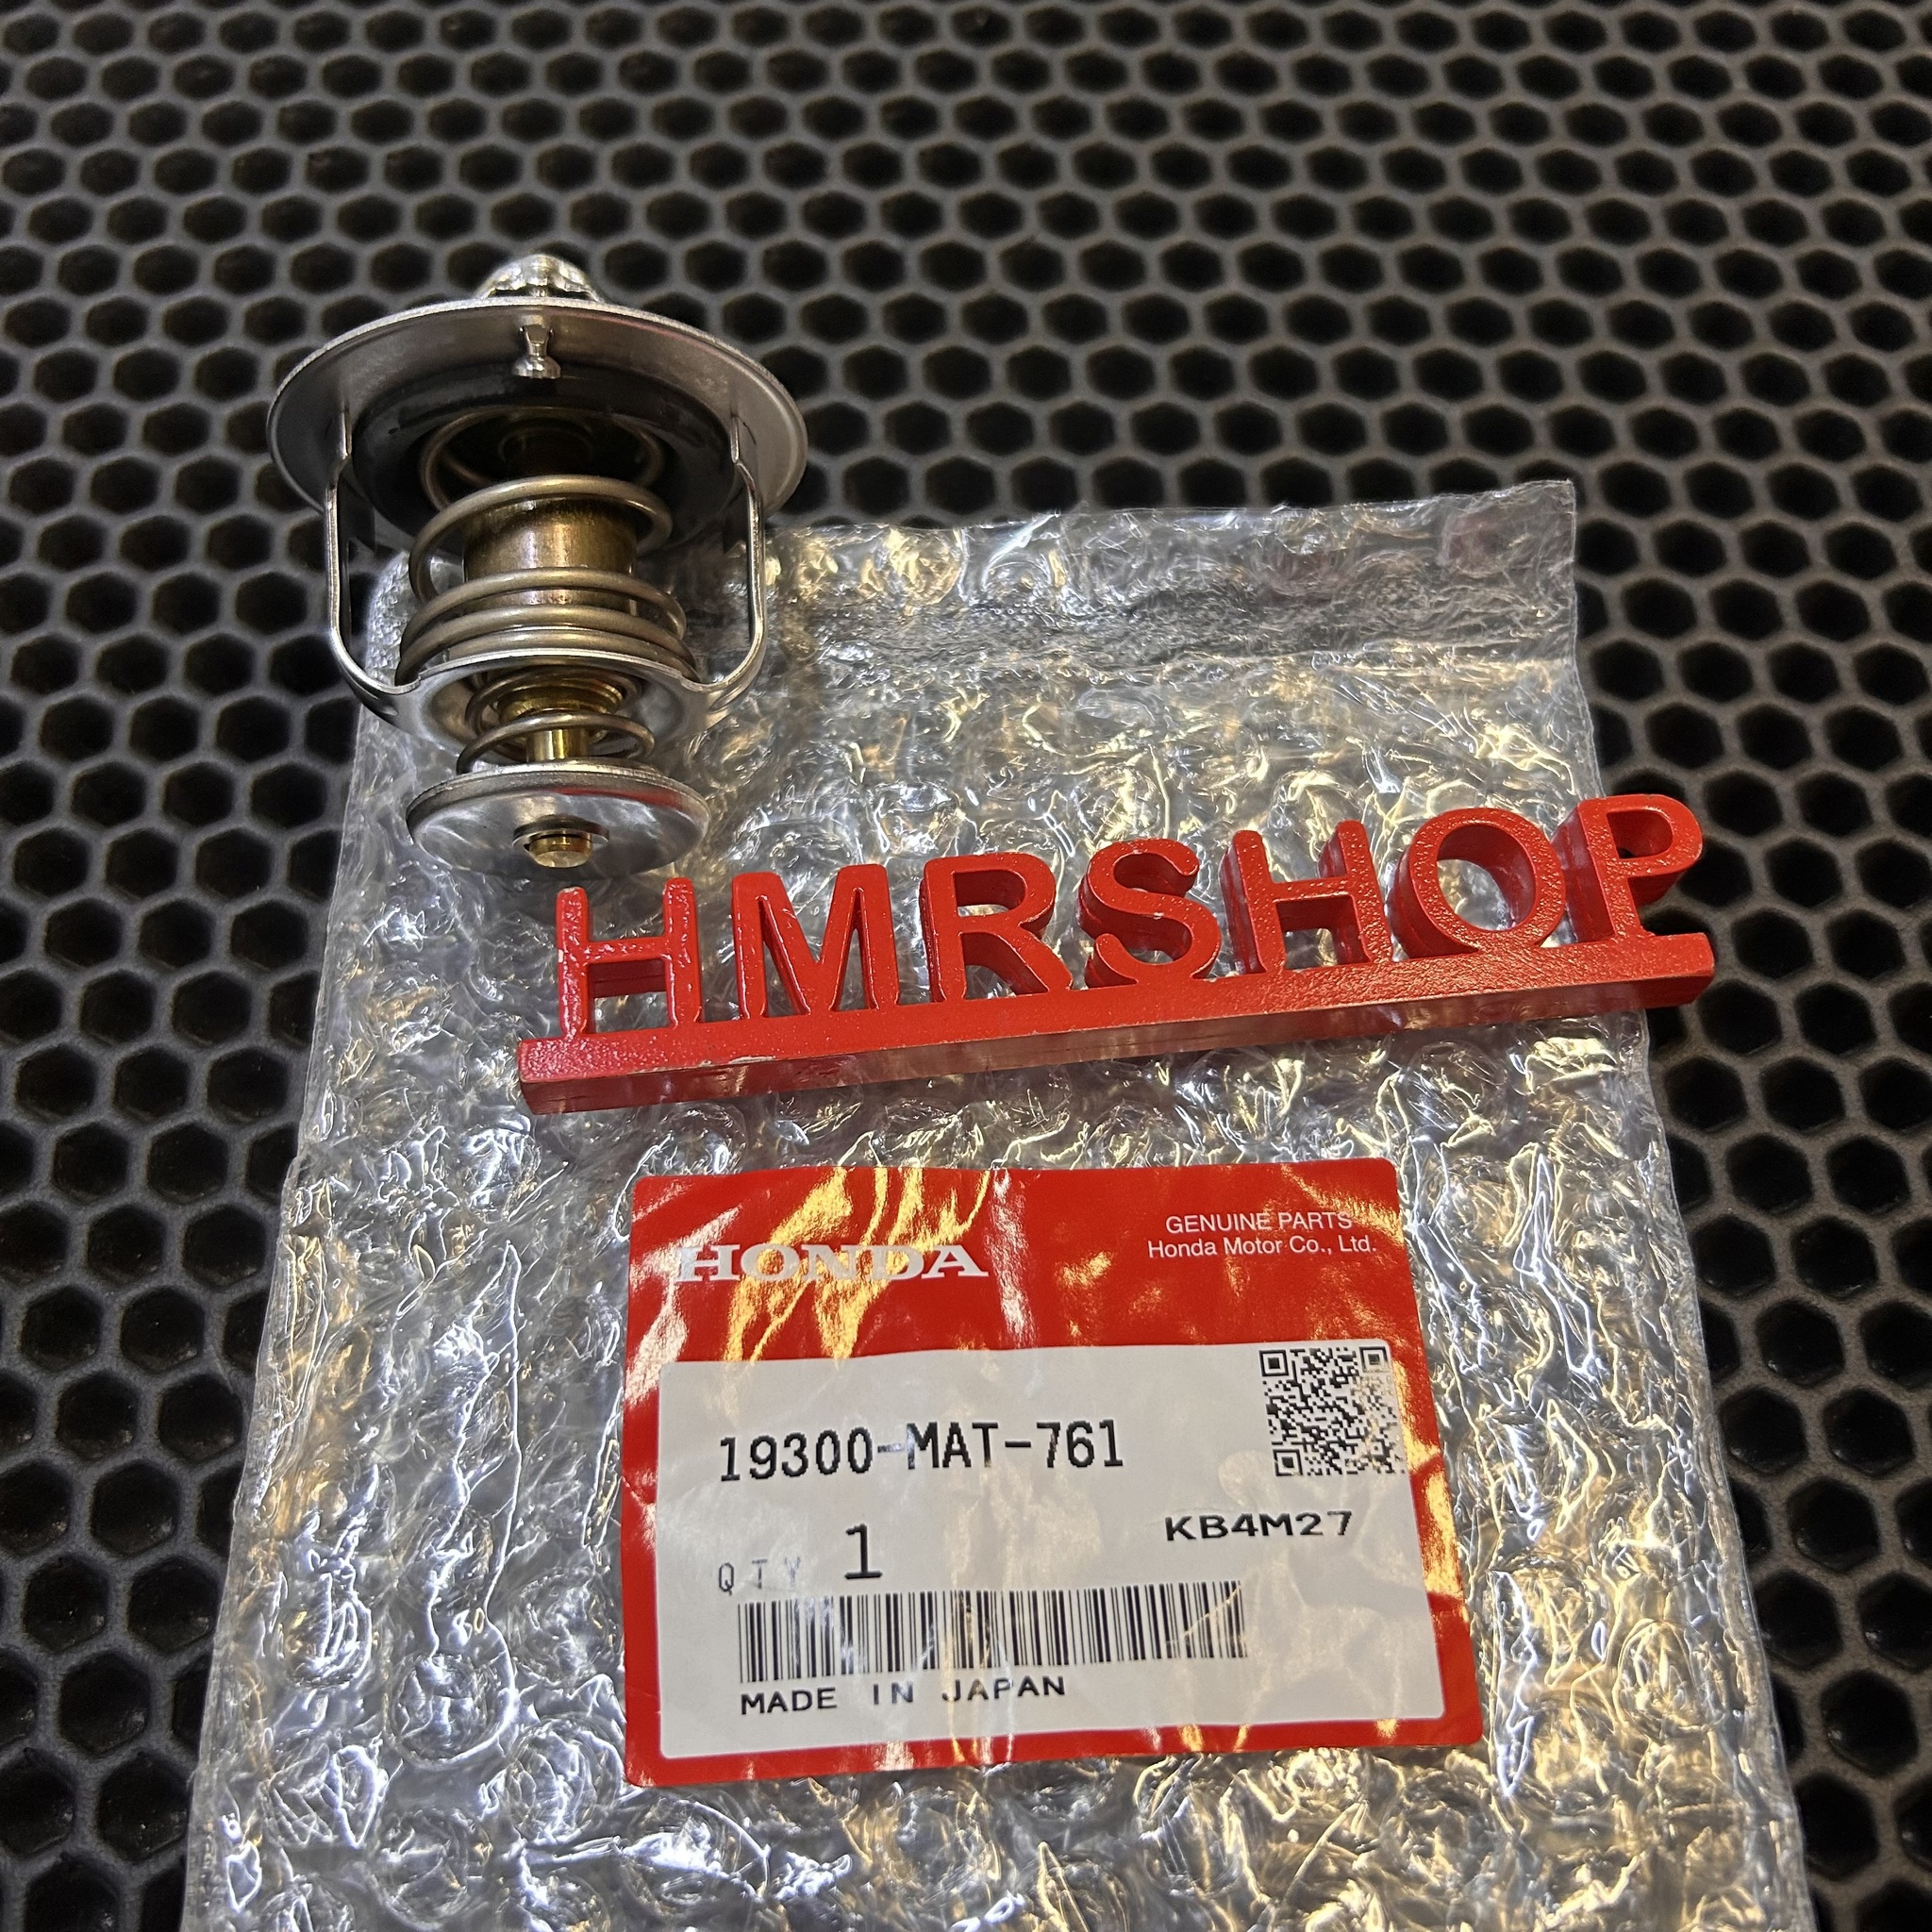 HMRSHOP
HONDA
GENUINE PARTS
Honda Motor Co., Ltd.
19300-MAT-761
KB4M27
QTY 1
MADE IN JAPAN